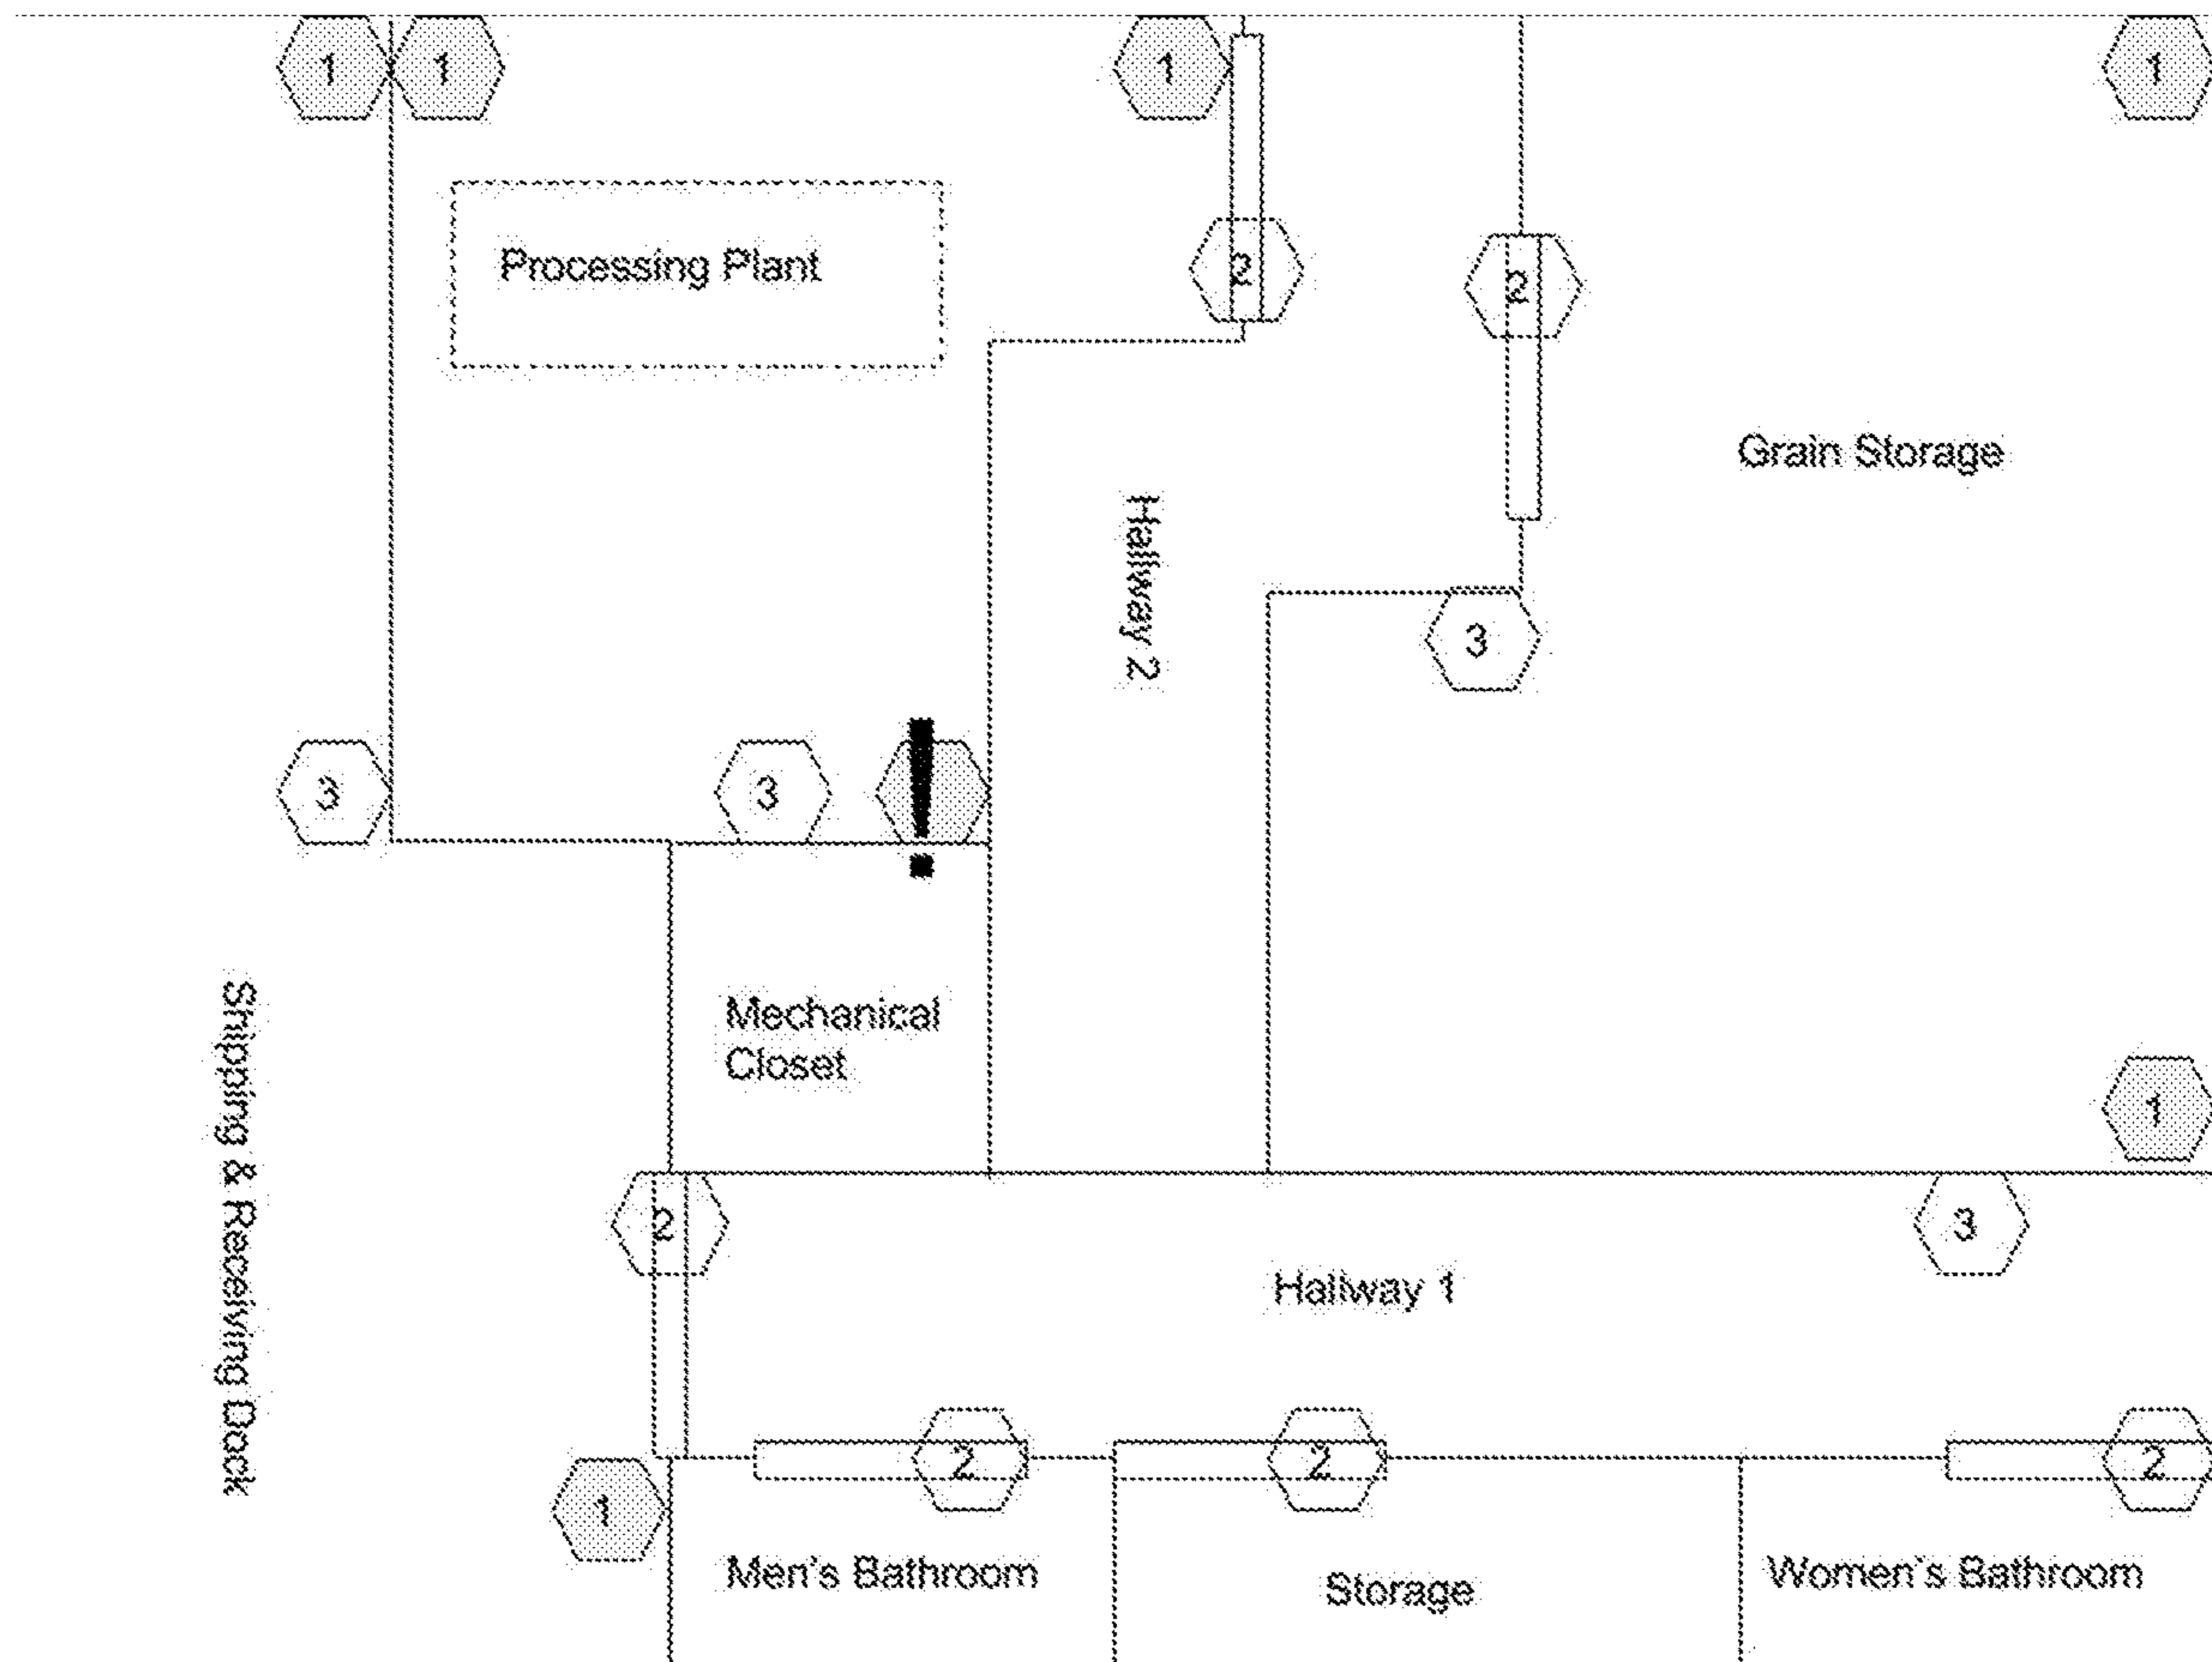 1
1
1
1
Processing Plant
2
2
Grain Storage
Hallway 2
3
3
3
!
Mechanical
Closet
Shipping & Receiving Dock
1
2
3
Hallway 1
2
2
2
1
Men's Bathroom
Storage
Women's Bathroom